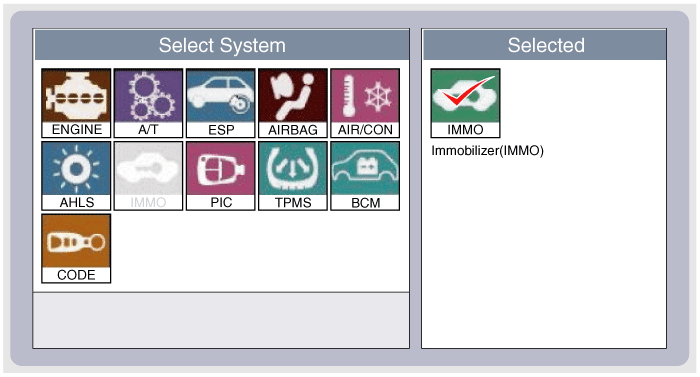 Select System
Selected
ENGINE
A/T
ESP
AIRBAG
AIR/CON
IMMO
Immobilizer(IMMO)
AHLS
IMMO
PIC
TPMS
BCM
CODE